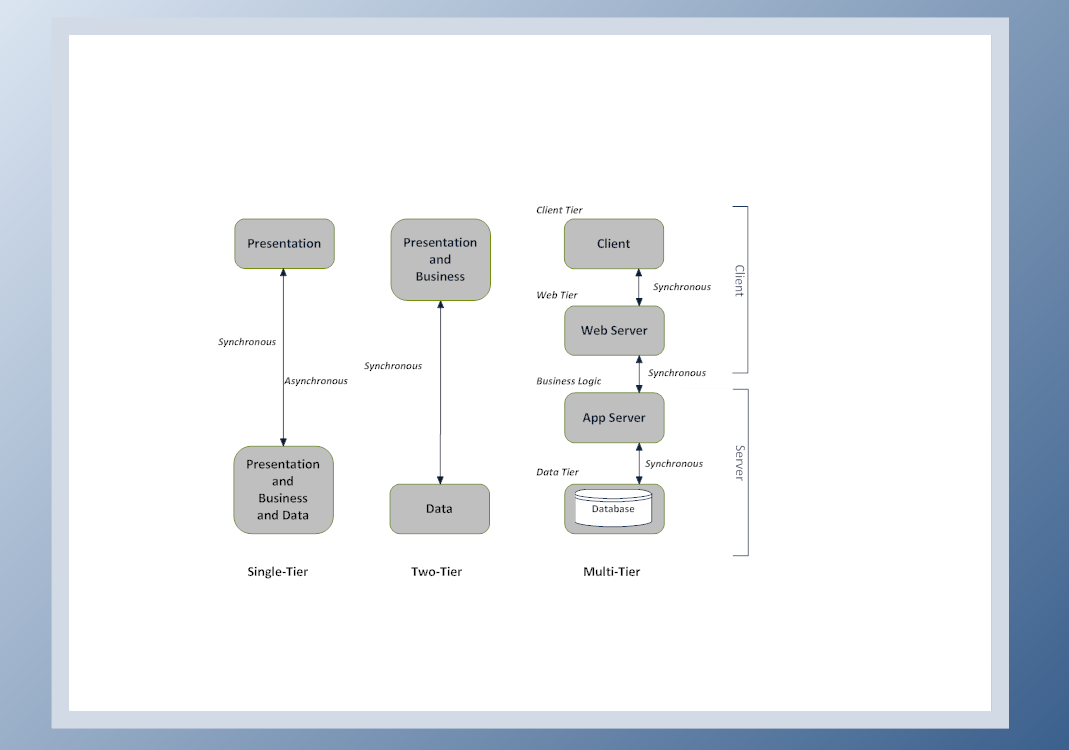 Presentation
Synchronous
Asynchronous
Presentation
and
Business
and Data
Single-Tier
Presentation
and
Business
Synchronous
Data
Two-Tier
Client Tier
Client
Synchronous
Web Tier
Web Server
Synchronous
Business Logic
App Server
Synchronous
Data Tier
Database
Multi-Tier
Client
Server